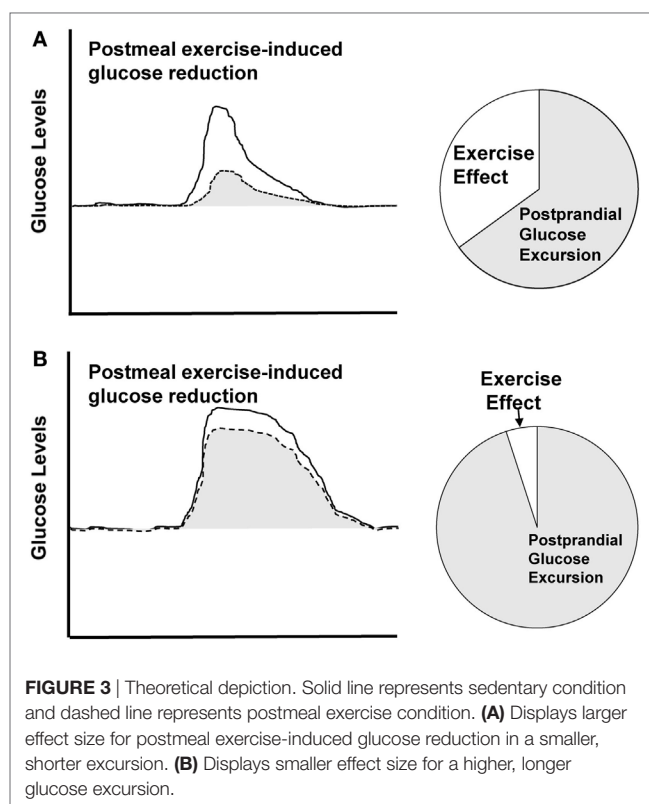 A
Postmeal exercise-induced
glucose reduction
Glucose Levels
Exercise
Effect
Postprandial
Glucose
Excursion
B
Postmeal exercise-induced
glucose reduction
Glucose Levels
Exercise
Effect
Postprandial
Glucose
Excursion
FIGURE 3 | Theoretical depiction. Solid line represents sedentary condition
and dashed line represents postmeal exercise condition. (A) Displays larger
effect size for postmeal exercise-induced glucose reduction in a smaller,
shorter excursion. (B) Displays smaller effect size for a higher, longer
glucose excursion.